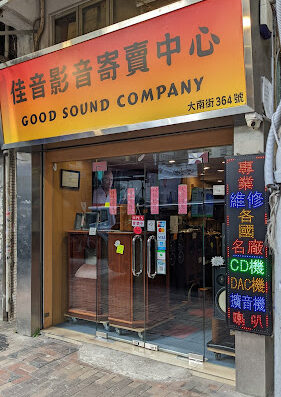 佳音影音寄賣中心
GOOD SOUND COMPANY
大南街364號
專業
維修
各國
名廠
CD機
DAC機
擴音機
喇叭